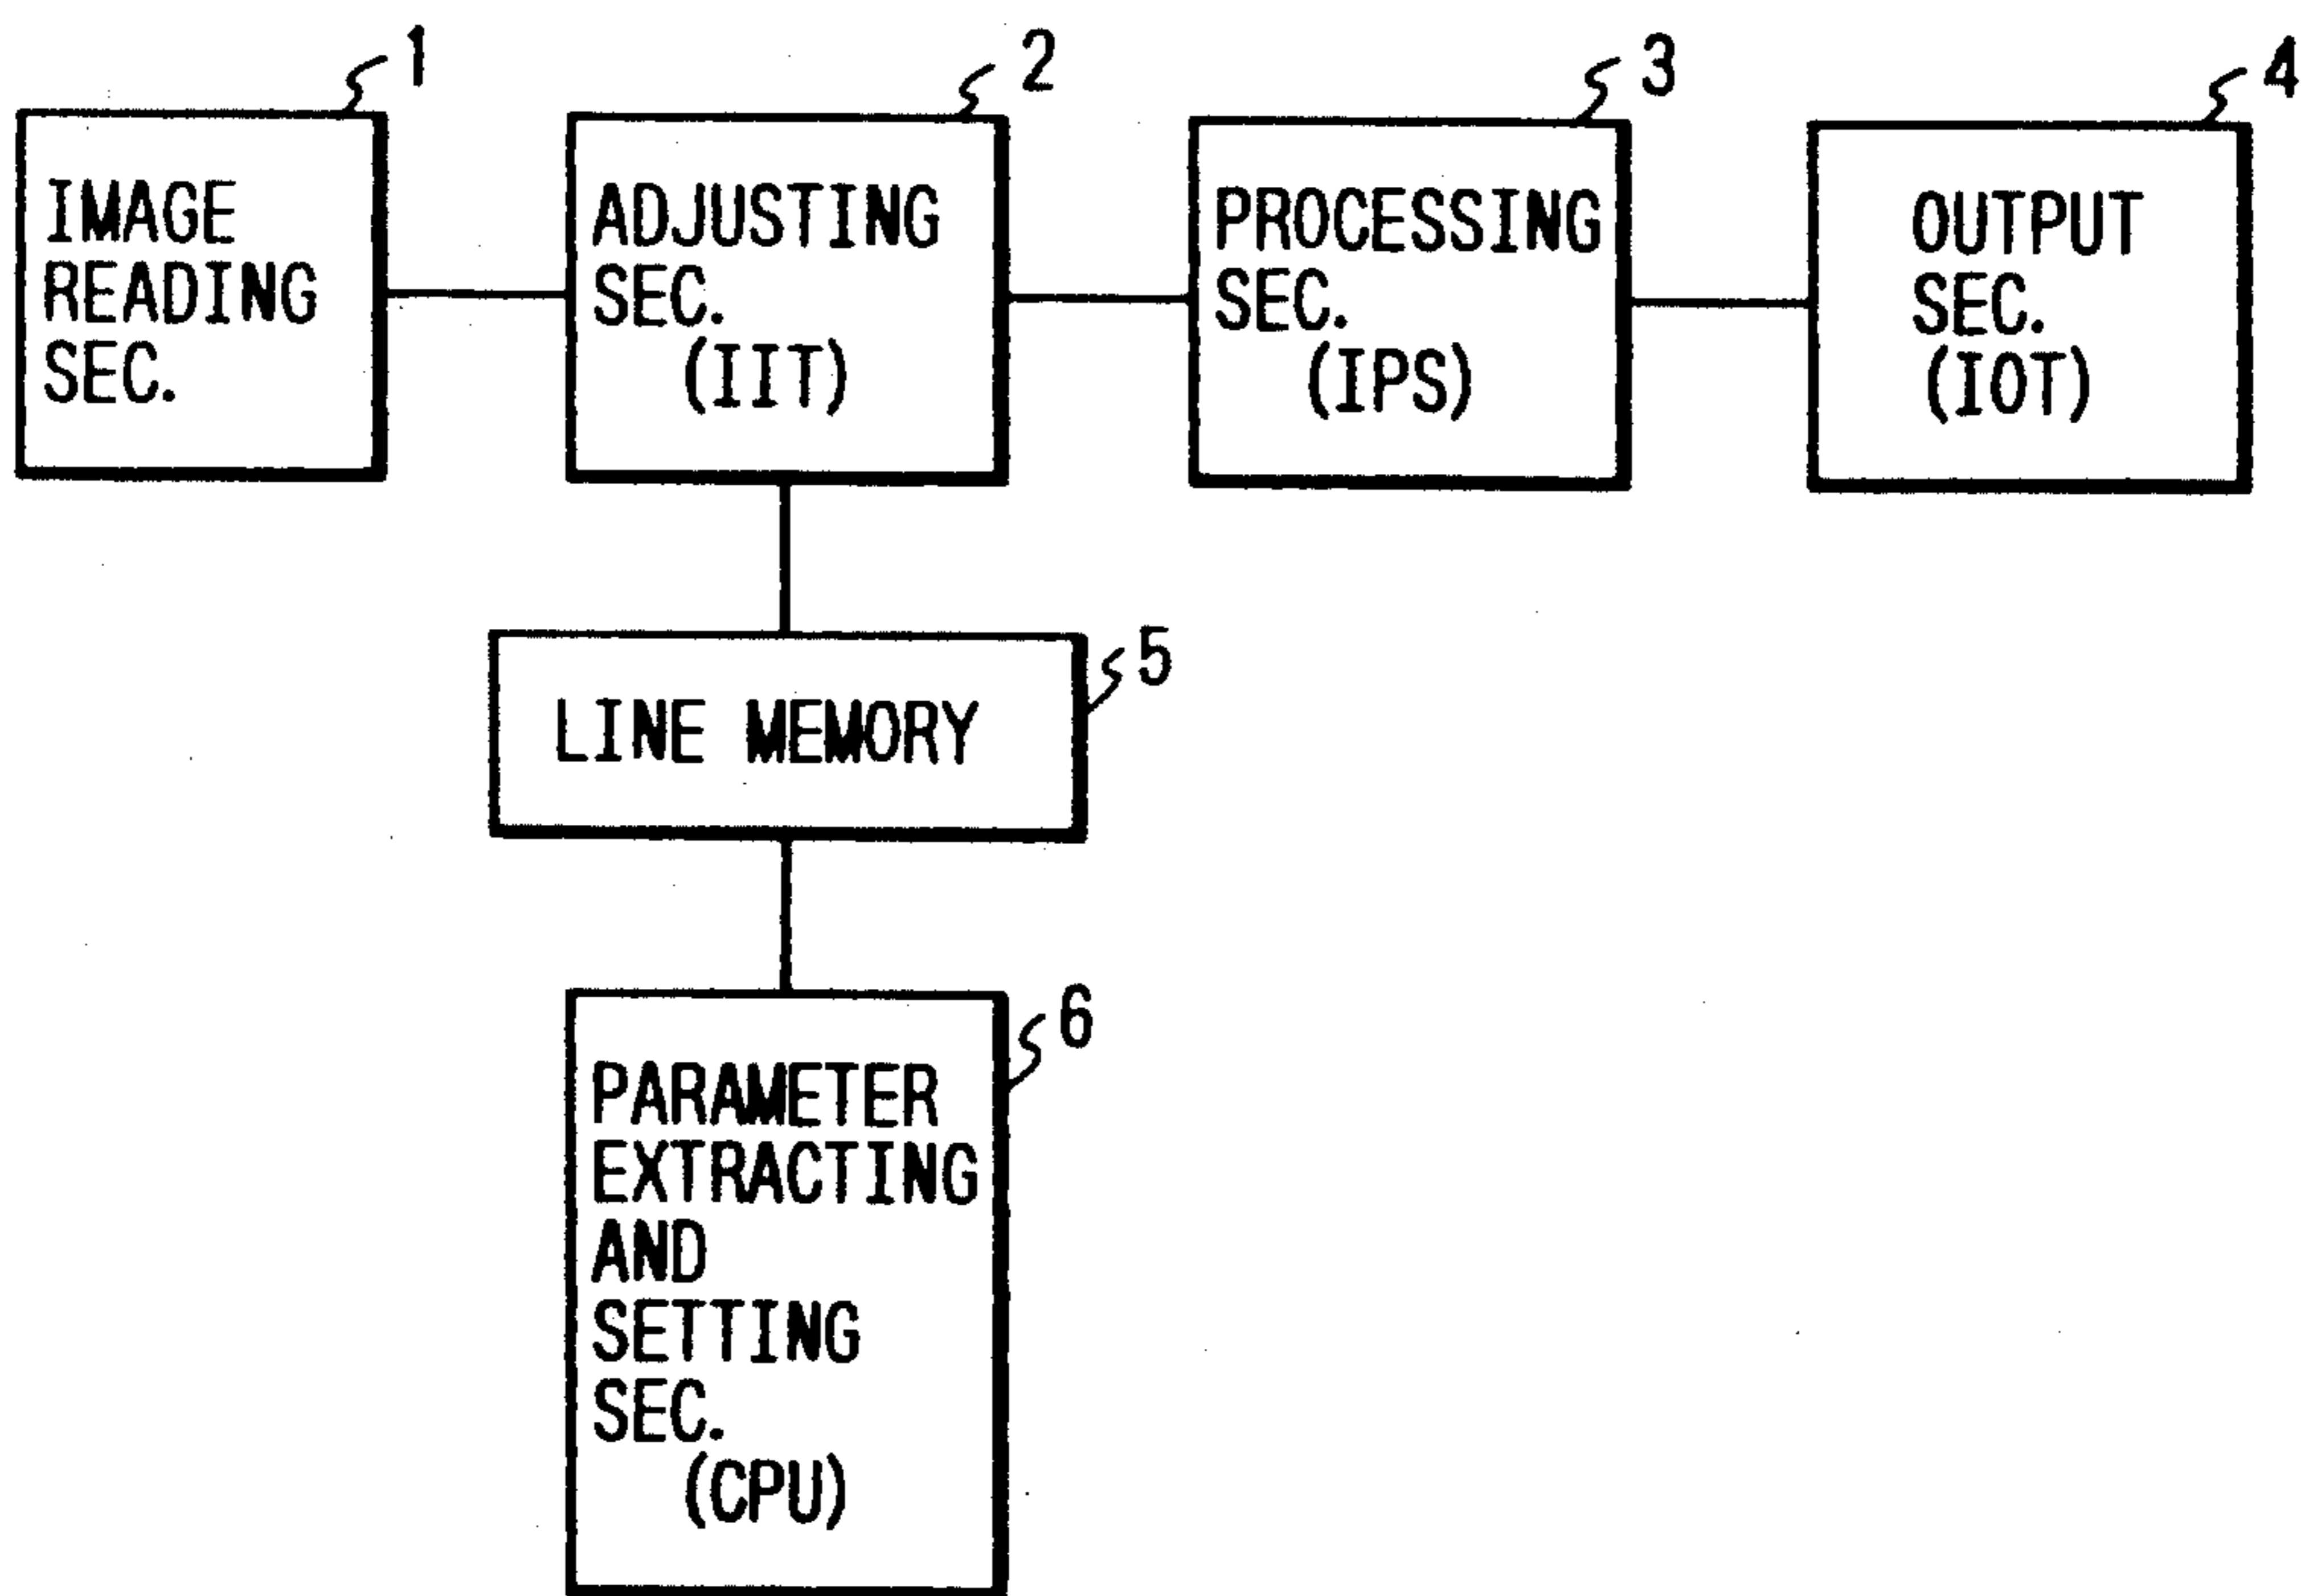 1
IMAGE
READING
SEC.
2
ADJUSTING
SEC.
(IIT)
3
PROCESSING
SEC.
(IPS)
4
OUTPUT
SEC.
(IOT)
5
LINE MEMORY
6
PARAMETER
EXTRACTING
AND
SETTING
SEC.
(CPU)